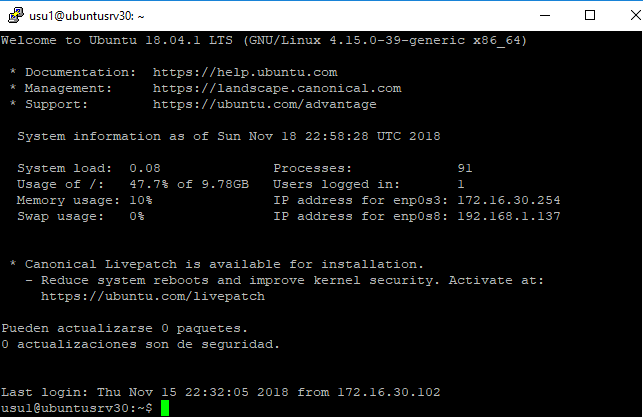 usu1@ubuntusrv30: ~
Welcome to Ubuntu 18.04.1 LTS (GNU/Linux 4.15.0-39-generic x86_64)
* Documentation:  https://help.ubuntu.com
* Management:     https://landscape.canonical.com
* Support:        https://ubuntu.com/advantage
System information as of Sun Nov 18 22:58:28 UTC 2018
System load:  0.08              Processes:             91
Usage of /:   47.7% of 9.78GB   Users logged in:       1
Memory usage: 10%               IP address for enp0s3: 172.16.30.254
Swap usage:   0%                IP address for enp0s8: 192.168.1.137
* Canonical Livepatch is available for installation.
- Reduce system reboots and improve kernel security. Activate at:
https://ubuntu.com/livepatch
Pueden actualizarse 0 paquetes.
0 actualizaciones son de seguridad.
Last login: Thu Nov 15 22:32:05 2018 from 172.16.30.102
usu1@ubuntusrv30:~$